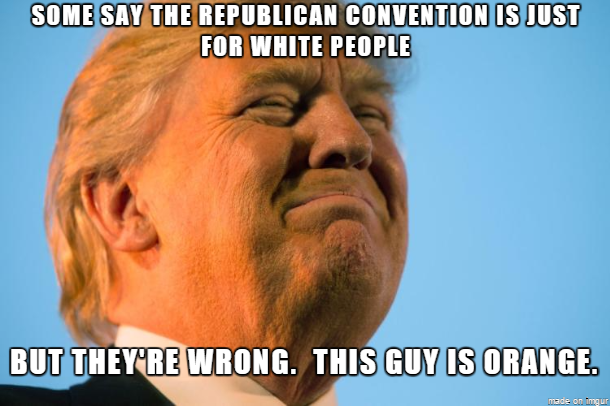 SOME SAY THE REPUBLICAN CONVENTION IS JUST
FOR WHITE PEOPLE
BUT THEY'RE WRONG. THIS GUY IS ORANGE.
made on imgur